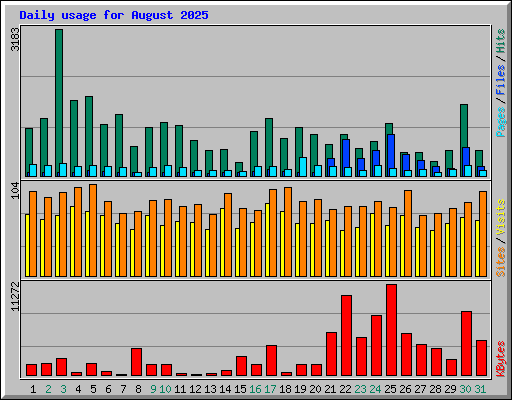 Daily usage for August 2025
3183
Pages / Files / Hits
104
Sites / Visits
11272
KBytes
1 2 3 4 5 6 7 8 9 10 11 12 13 14 15 16 17 18 19 20 21 22 23 24 25 26 27 28 29 30 31